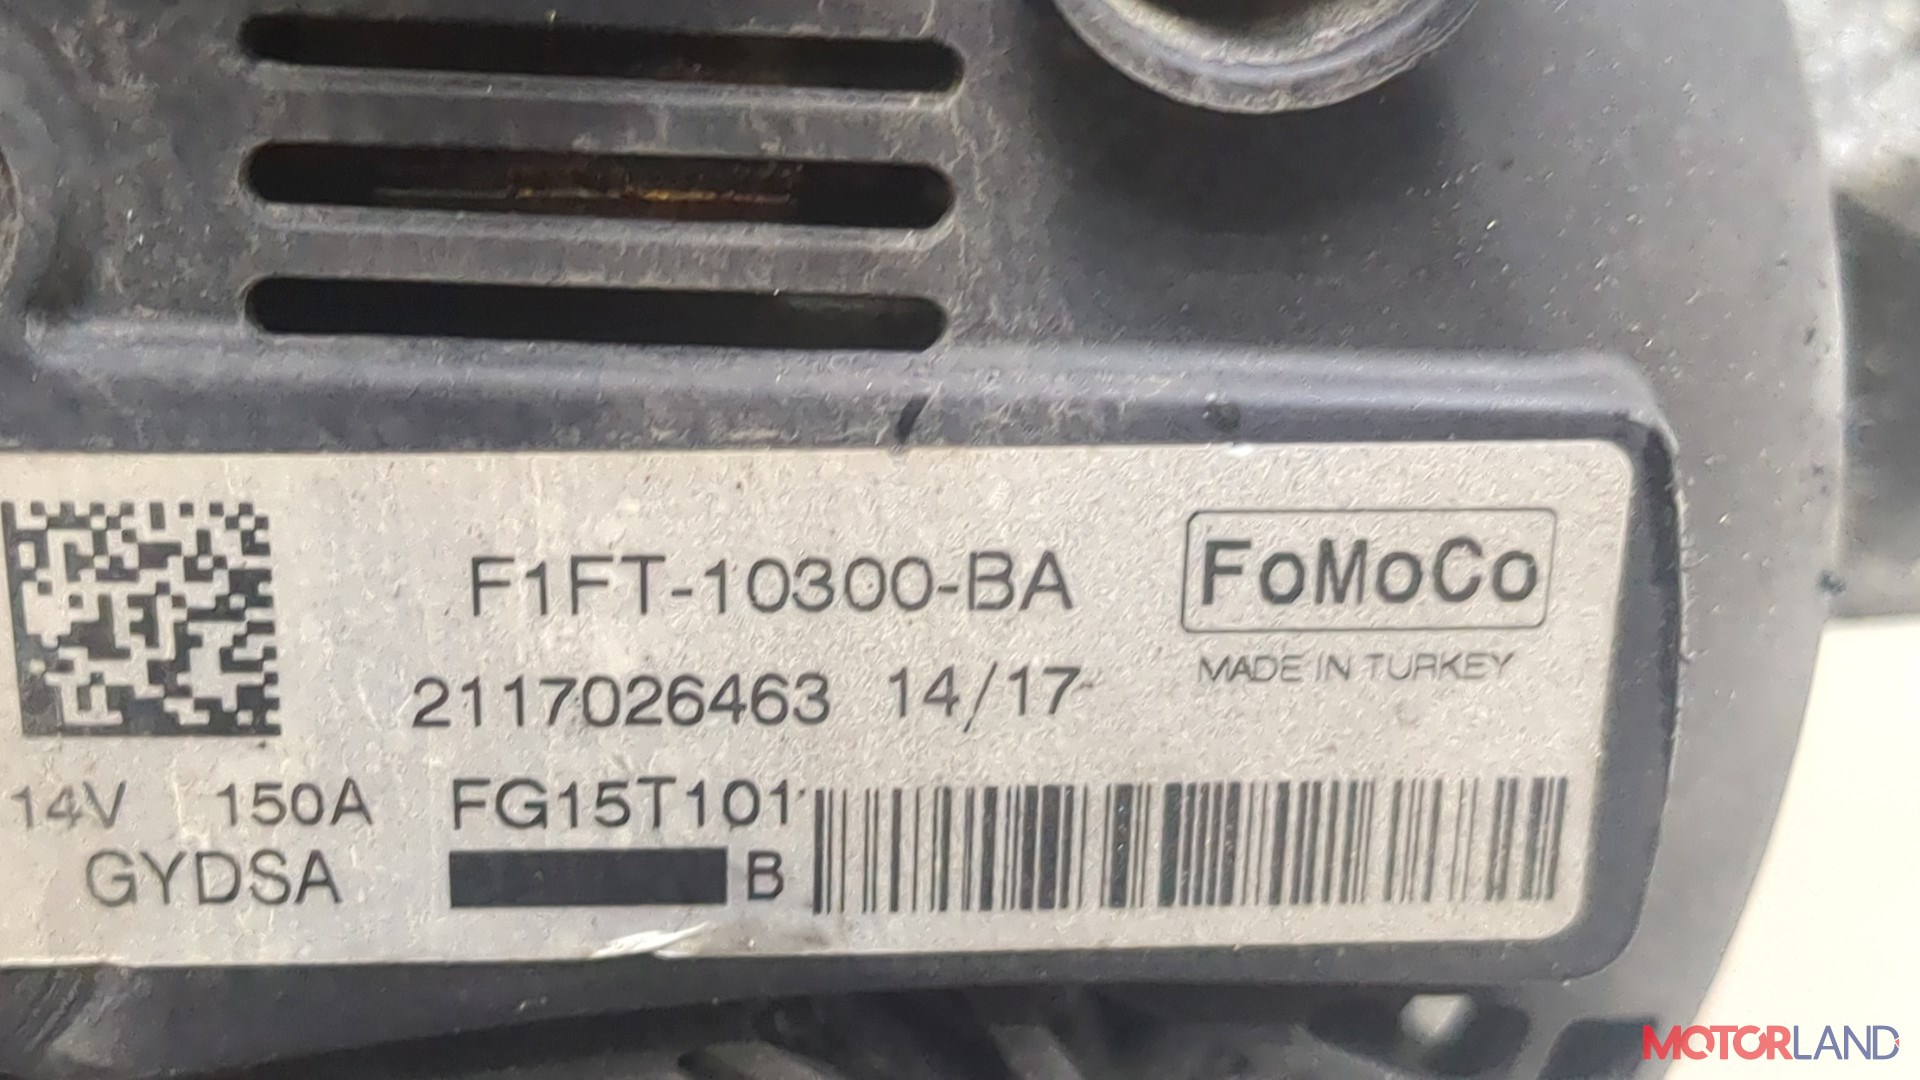 F1FT-10300-BA
FoMoCo
MADE IN TURKEY
2117026463 14/17
14V 150A FG15T101
GYDSA B
MOTORLAND